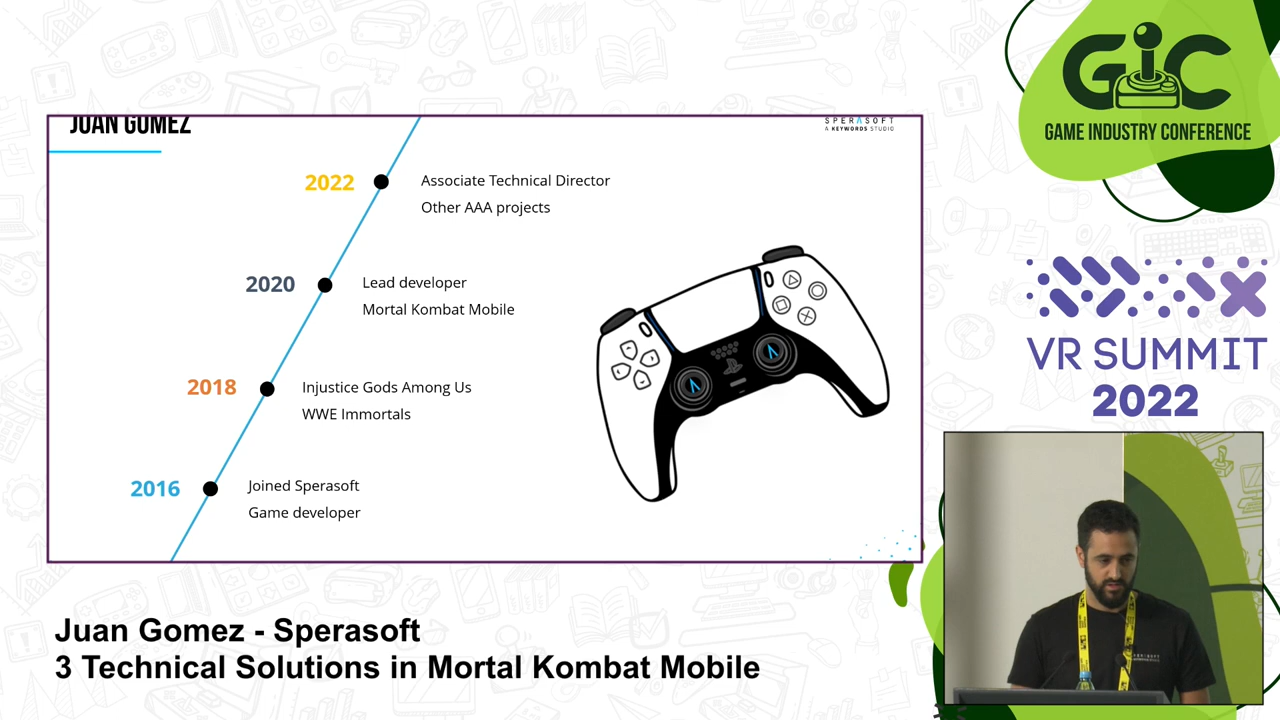 JUAN GOMEZ
SPERASOFT
A KEYWORDS STUDIO
2022
Associate Technical Director
Other AAA projects
2020
Lead developer
Mortal Kombat Mobile
2018
Injustice Gods Among Us
WWE Immortals
2016
Joined Sperasoft
Game developer
GIC
GAME INDUSTRY CONFERENCE
VR SUMMIT
2022
SPERASOFT
Juan Gomez - Sperasoft
3 Technical Solutions in Mortal Kombat Mobile